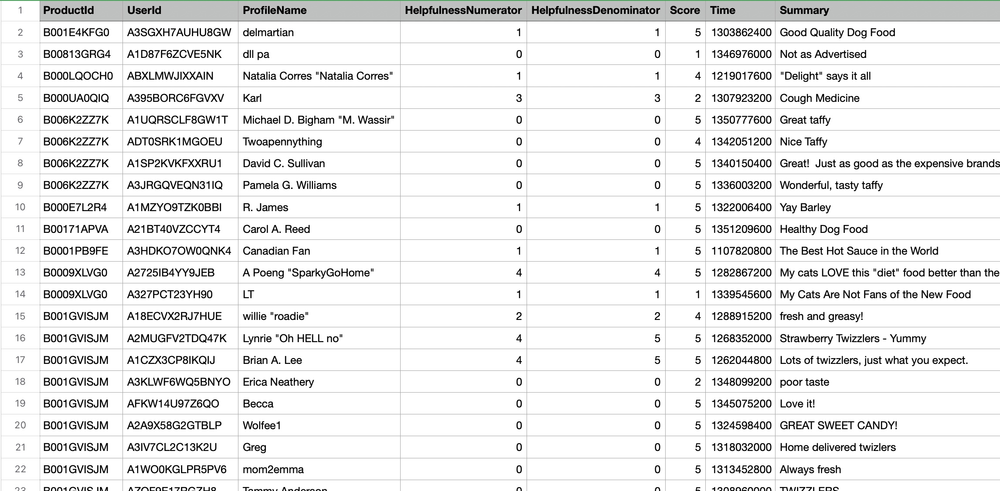 1 ProductId UserId ProfileName HelpfulnessNumerator HelpfulnessDenominator Score Time Summary
2 B001E4KFG0 A3SGXH7AUHU8GW delmartian 1 1 5 1303862400 Good Quality Dog Food
3 B00813GRG4 A1D87F6ZCVE5NK dll pa 0 0 1 1346976000 Not as Advertised
4 B000LQOCH0 ABXLMWJIXXAIN Natalia Corres "Natalia Corres" 1 1 4 1219017600 "Delight" says it all
5 B000UA0QIQ A395BORC6FGVXV Karl 3 3 2 1307923200 Cough Medicine
6 B006K2ZZ7K A1UQRSCLF8GW1T Michael D. Bigham "M. Wassir" 0 0 5 1350777600 Great taffy
7 B006K2ZZ7K ADT0SRK1MGOEU Twoapennything 0 0 4 1342051200 Nice Taffy
8 B006K2ZZ7K A1SP2KVKFXXRU1 David C. Sullivan 0 0 5 1340150400 Great!  Just as good as the expensive brands
9 B006K2ZZ7K A3JRGQVEQN31IQ Pamela G. Williams 0 0 5 1336003200 Wonderful, tasty taffy
10 B000E7L2R4 A1MZYO9TZK0BBI R. James 1 1 5 1322006400 Yay Barley
11 B00171APVA A21BT40VZCCYT4 Carol A. Reed 0 0 5 1351209600 Healthy Dog Food
12 B0001PB9FE A3HDKO7OW0QNK4 Canadian Fan 1 1 5 1107820800 The Best Hot Sauce in the World
13 B0009XLVG0 A2725IB4YY9JEB A Poeng "SparkyGoHome" 4 4 5 1282867200 My cats LOVE this "diet" food better than the
14 B0009XLVG0 A327PCT23YH90 LT 1 1 1 1339545600 My Cats Are Not Fans of the New Food
15 B001GVISJM A18ECVX2RJ7HUE willie "roadie" 2 2 4 1288915200 fresh and greasy!
16 B001GVISJM A2MUGFV2TDQ47K Lynrie "Oh HELL no" 4 5 5 1268352000 Strawberry Twizzlers - Yummy
17 B001GVISJM A1CZX3CP8IKQIJ Brian A. Lee 4 5 5 1262044800 Lots of twizzlers, just what you expect.
18 B001GVISJM A3KLWF6WQ5BNYO Erica Neathery 0 0 2 1348099200 poor taste
19 B001GVISJM AFKW14U97Z6QO Becca 0 0 5 1345075200 Love it!
20 B001GVISJM A2A9X58G2GTBLP Wolfee1 0 0 5 1324598400 GREAT SWEET CANDY!
21 B001GVISJM A3IV7CL2C13K2U Greg 0 0 5 1318032000 Home delivered twizlers
22 B001GVISJM A1WO0KGLPR5PV6 mom2emma 0 0 5 1313452800 Always fresh
23 B001GVISJM Tammy Anderson 0 0 5 1308960000 TWIZZLERS